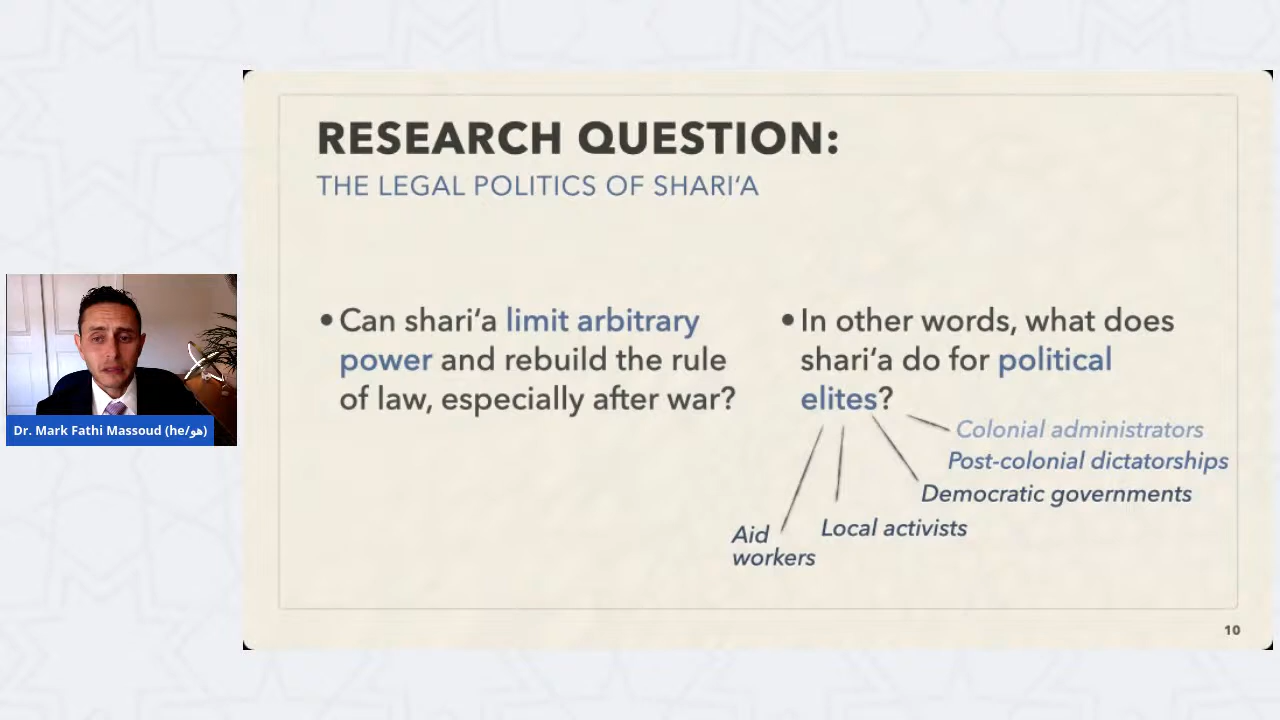 RESEARCH QUESTION:
THE LEGAL POLITICS OF SHARI‘A
• Can shari‘a limit arbitrary
power and rebuild the rule
of law, especially after war?
• In other words, what does
shari‘a do for political
elites?
Colonial administrators
Post-colonial dictatorships
Democratic governments
Local activists
Aid
workers
Dr. Mark Fathi Massoud (he/هو)
10